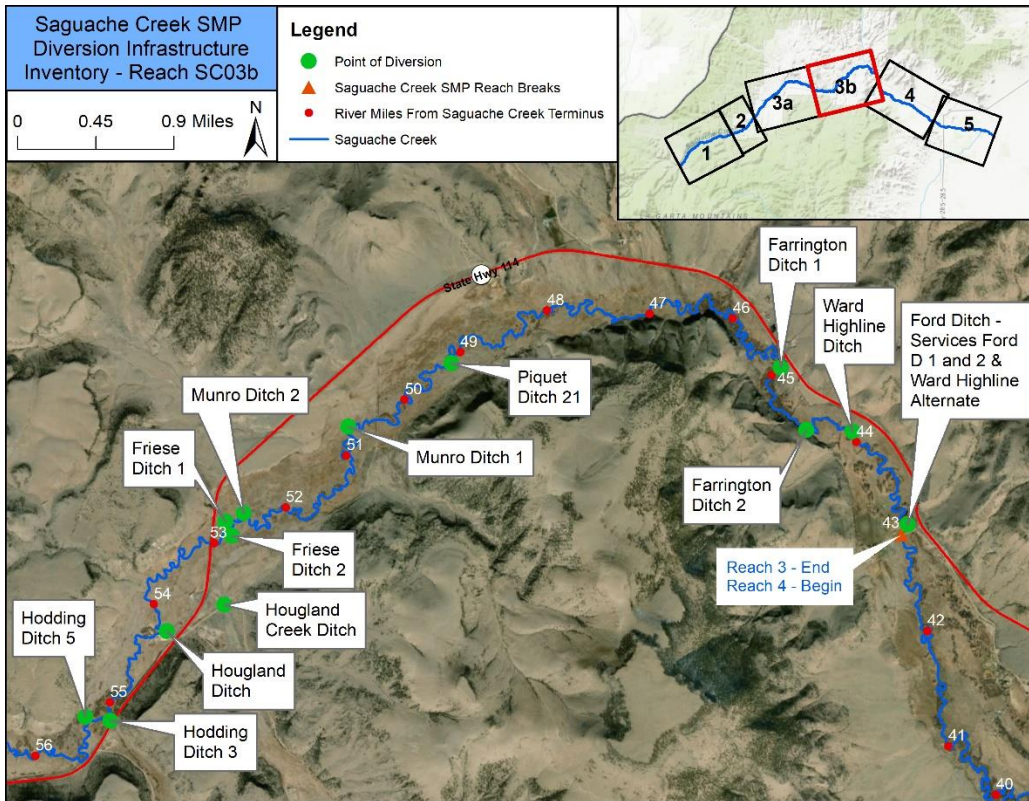 Saguache Creek SMP
Diversion Infrastructure
Inventory - Reach SC03b
0 0.45 0.9 Miles
N
Legend
Point of Diversion
Saguache Creek SMP Reach Breaks
River Miles From Saguache Creek Terminus
Saguache Creek
1
2
3a
3b
4
5
State Hwy 114
48
47
46
Farrington
Ditch 1
Ward
Highline
Ditch
Ford Ditch -
Services Ford
D 1 and 2 &
Ward Highline
Alternate
49
45
Piquet
Ditch 21
50
Munro Ditch 2
44
Munro Ditch 1
51
Friese
Ditch 1
Farrington
Ditch 2
52
53
43
Friese
Ditch 2
Reach 3 - End
Reach 4 - Begin
54
Hougland
Creek Ditch
42
Hodding
Ditch 5
Hougland
Ditch
55
Hodding
Ditch 3
56
41
40